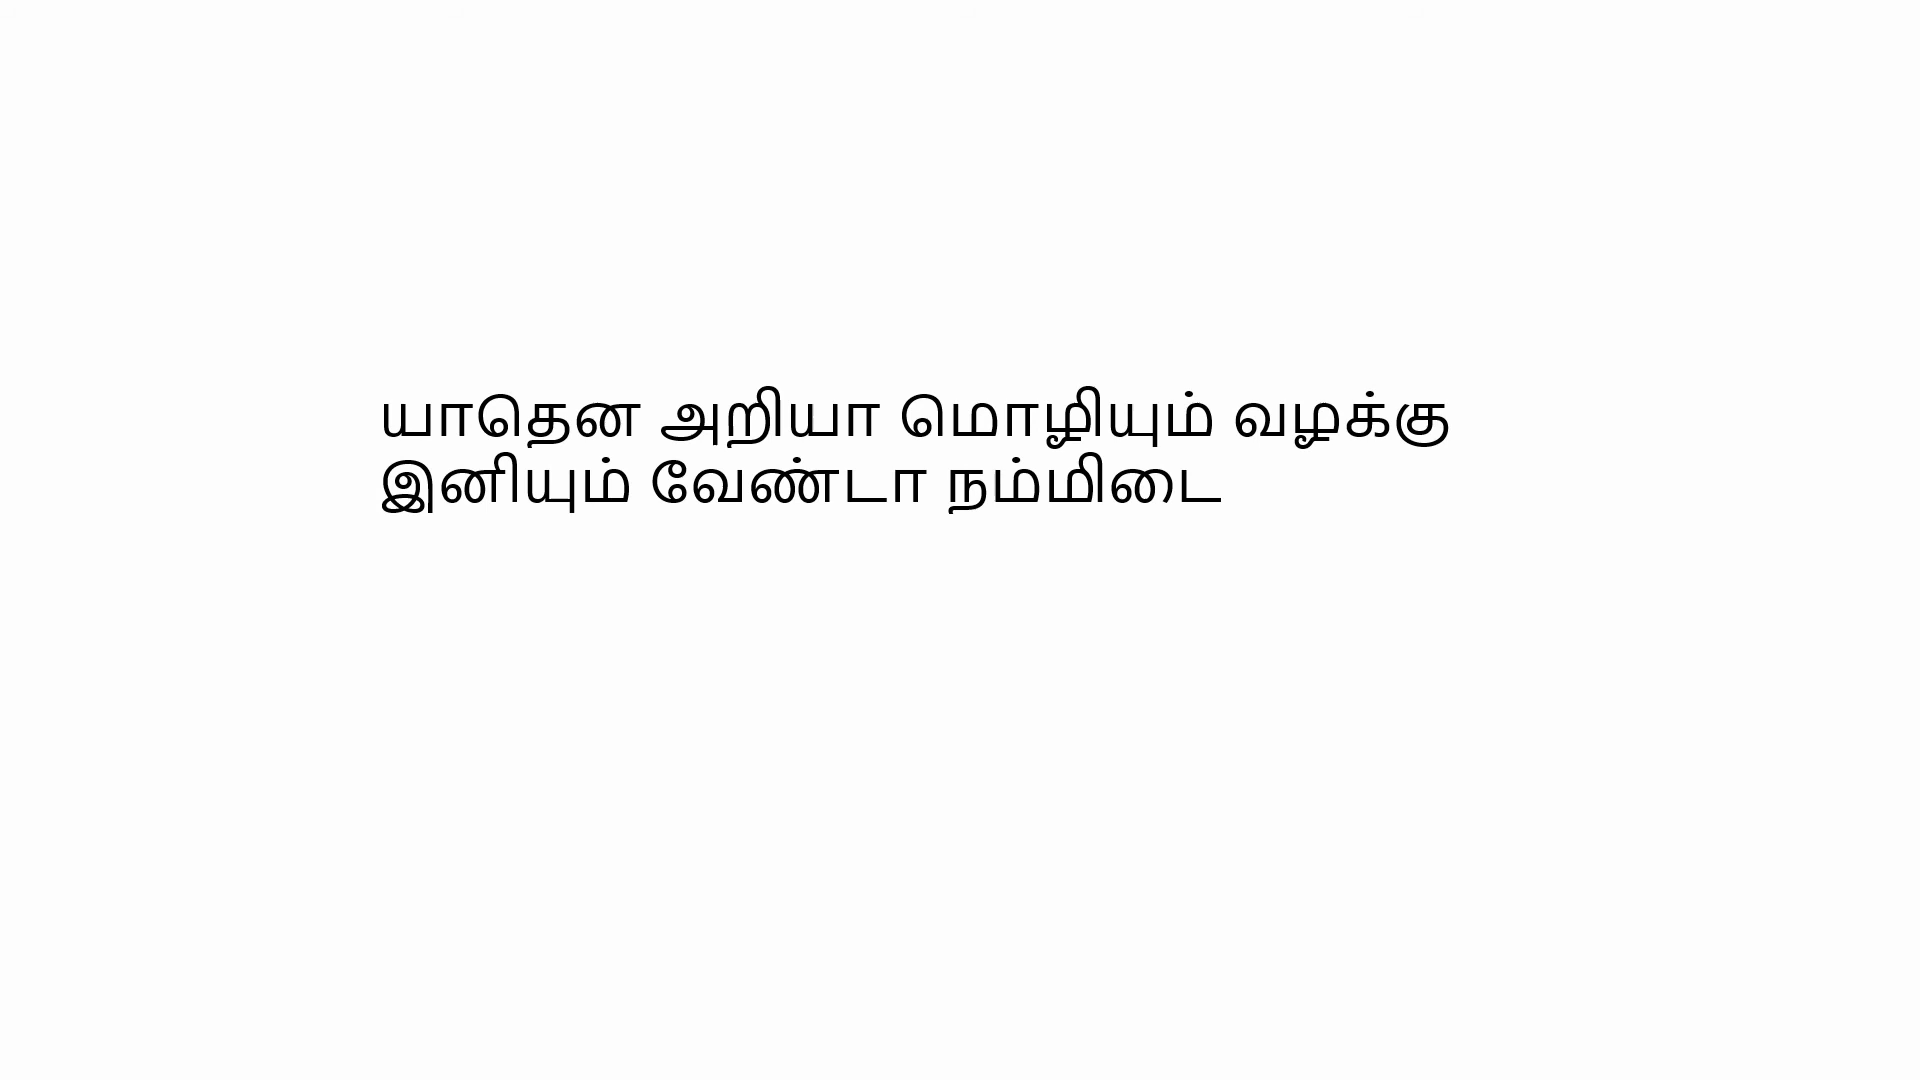 யாதென அறியா மொழியும் வழக்கு
இனியும் வேண்டா நம்மிடை